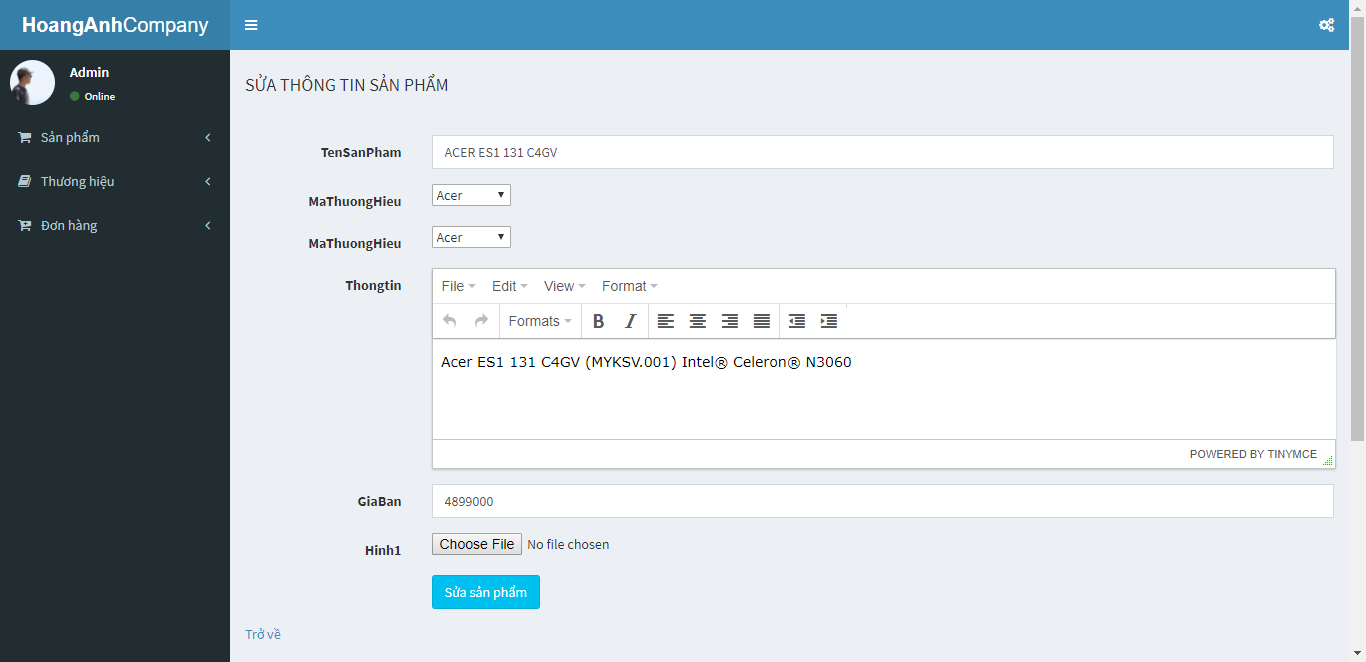 HoangAnhCompany
Admin
Online
Sản phẩm
Thương hiệu
Đơn hàng
SỬA THÔNG TIN SẢN PHẨM
TenSanPham ACER ES1 131 C4GV
MaThuongHieu Acer
MaThuongHieu Acer
Thongtin File Edit View Format
Formats B I
Acer ES1 131 C4GV (MYKSV.001) Intel® Celeron® N3060
POWERED BY TINYMCE
GiaBan 4899000
Hinh1 Choose File No file chosen
Sửa sản phẩm
Trở về